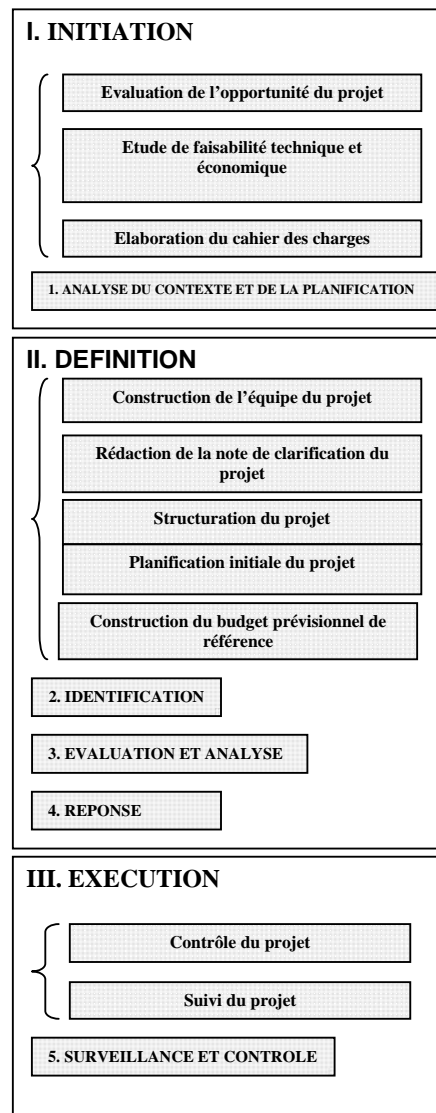 I. INITIATION
Evaluation de l’opportunité du projet
Etude de faisabilité technique et
économique
Elaboration du cahier des charges
1. ANALYSE DU CONTEXTE ET DE LA PLANIFICATION
II. DEFINITION
Construction de l’équipe du projet
Rédaction de la note de clarification du
projet
Structuration du projet
Planification initiale du projet
Construction du budget prévisionnel de
référence
2. IDENTIFICATION
3. EVALUATION ET ANALYSE
4. REPONSE
III. EXECUTION
Contrôle du projet
Suivi du projet
5. SURVEILLANCE ET CONTROLE